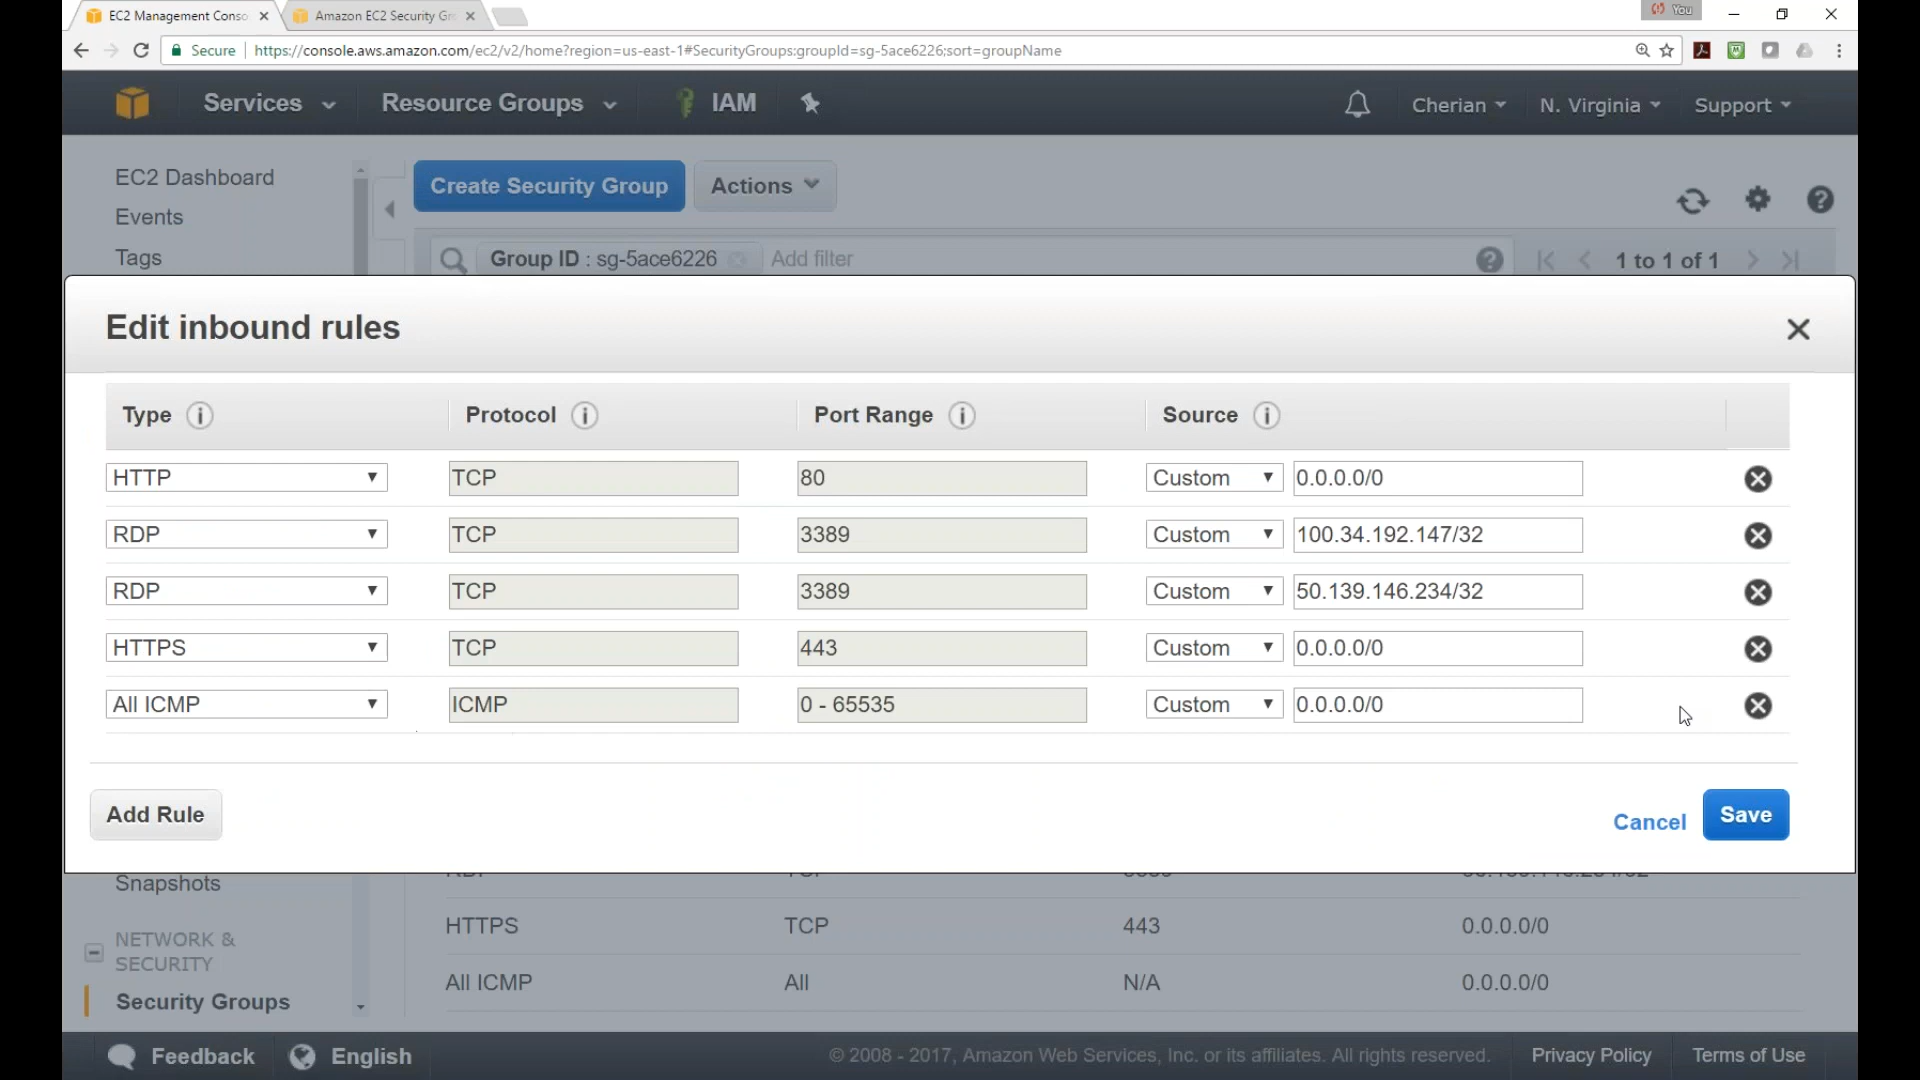 EC2 Management Conso
Amazon EC2 Security Gr
You
Secure
https://console.aws.amazon.com/ec2/v2/home?region=us-east-1#SecurityGroups:groupId=sg-5ace6226;sort=groupName
Services
Resource Groups
IAM
Cherian
N. Virginia
Support
EC2 Dashboard
Events
Tags
Create Security Group
Actions
Group ID : sg-5ace6226
Add filter
1 to 1 of 1
Edit inbound rules
Type Protocol Port Range Source
HTTP TCP 80 Custom 0.0.0.0/0
RDP TCP 3389 Custom 100.34.192.147/32
RDP TCP 3389 Custom 50.139.146.234/32
HTTPS TCP 443 Custom 0.0.0.0/0
All ICMP ICMP 0 - 65535 Custom 0.0.0.0/0
Add Rule
Cancel
Save
Snapshots
NETWORK &
SECURITY
Security Groups
HTTPS TCP 443 0.0.0.0/0
All ICMP All N/A 0.0.0.0/0
Feedback
English
© 2008 - 2017, Amazon Web Services, Inc. or its affiliates. All rights reserved.
Privacy Policy
Terms of Use